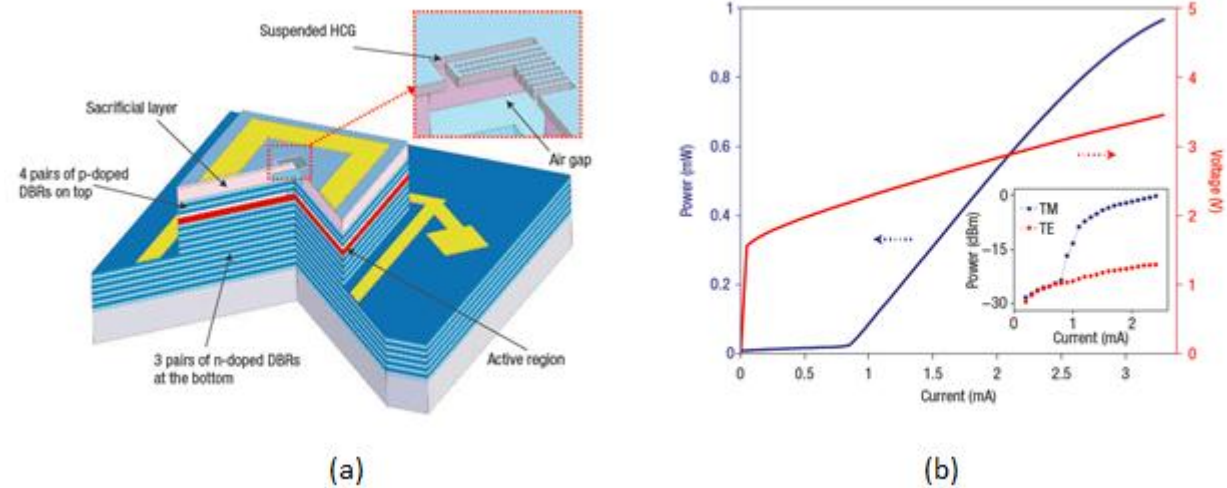 Suspended HCG
Sacrificial layer
Air gap
4 pairs of p-doped
DBRs on top
3 pairs of n-doped DBRs
at the bottom
Active region
(a)
Power (mW)
1
0.8
0.6
0.4
0.2
0
0
0.5
1
1.5
2
2.5
3
Current (mA)
5
4
3
2
1
0
Voltage (V)
TM
TE
Power (dBm)
0
−15
−30
0
1
2
Current (mA)
(b)